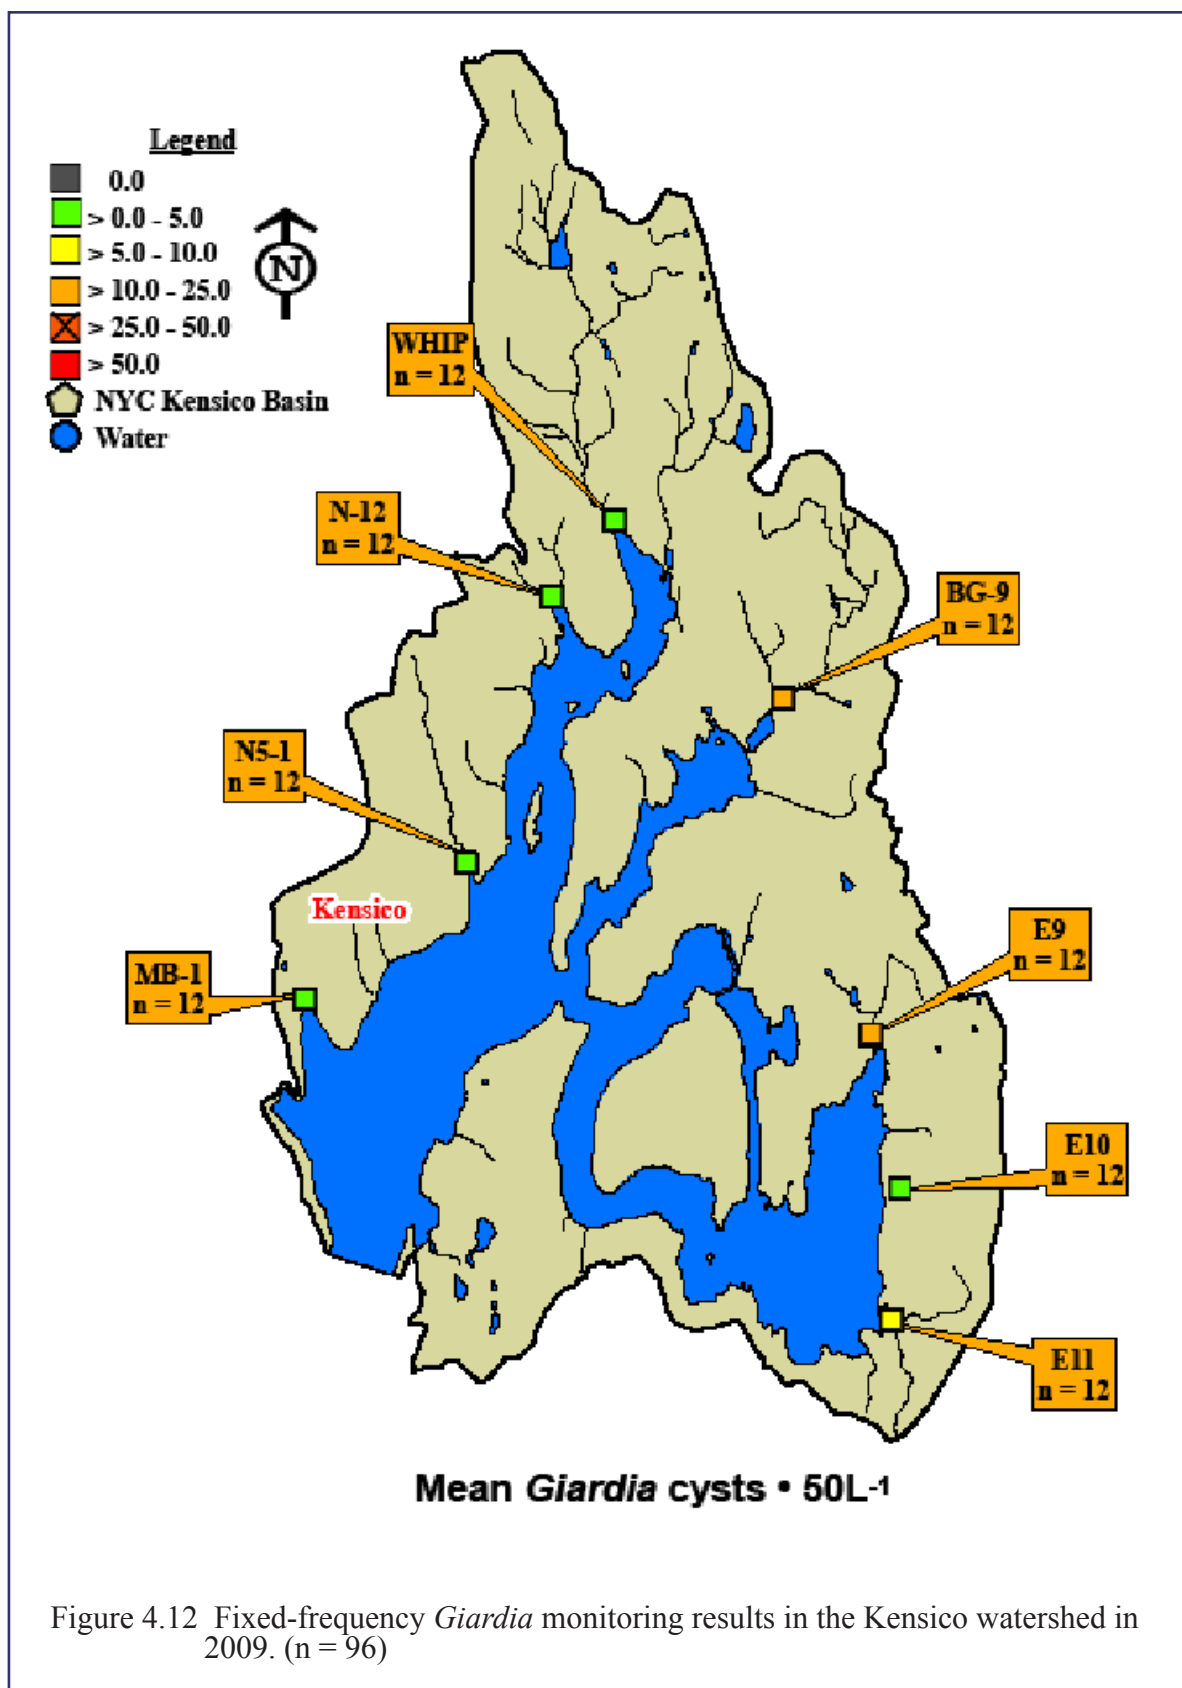 Legend
0.0
> 0.0 - 5.0
> 5.0 - 10.0
> 10.0 - 25.0
> 25.0 - 50.0
> 50.0
NYC Kensico Basin
Water
N
WHIP
n = 12
N-12
n = 12
BG-9
n = 12
N5-1
n = 12
Kensico
E9
n = 12
MB-1
n = 12
E10
n = 12
E11
n = 12
Mean Giardia cysts • 50L-1
Figure 4.12 Fixed-frequency Giardia monitoring results in the Kensico watershed in
2009. (n = 96)